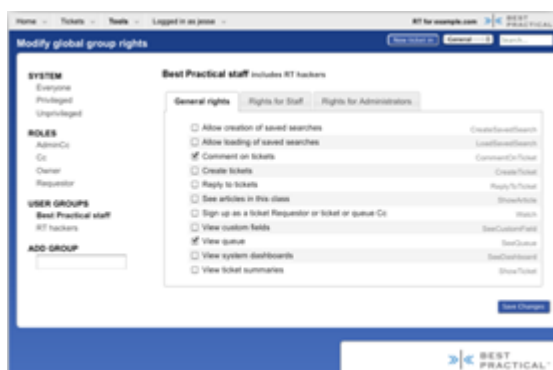 Home Tickets Tools Logged in as jesse RT for example.com BEST PRACTICAL
Modify global group rights New ticket in General Search...
SYSTEM
Everyone
Privileged
Unprivileged
ROLES
AdminCc
Cc
Owner
Requestor
USER GROUPS
Best Practical staff
RT hackers
ADD GROUP
Best Practical staff includes RT hackers
General rights Rights for Staff Rights for Administrators
Allow creation of saved searches CreateSavedSearch
Allow loading of saved searches LoadSavedSearch
Comment on tickets CommentOnTicket
Create tickets CreateTicket
Reply to tickets ReplyToTicket
See articles in this class ShowArticle
Sign up as a ticket Requestor or ticket or queue Cc Watch
View custom fields SeeCustomField
View queue SeeQueue
View system dashboards SeeDashboard
View ticket summaries ShowTicket
Save Changes
BEST
PRACTICAL™